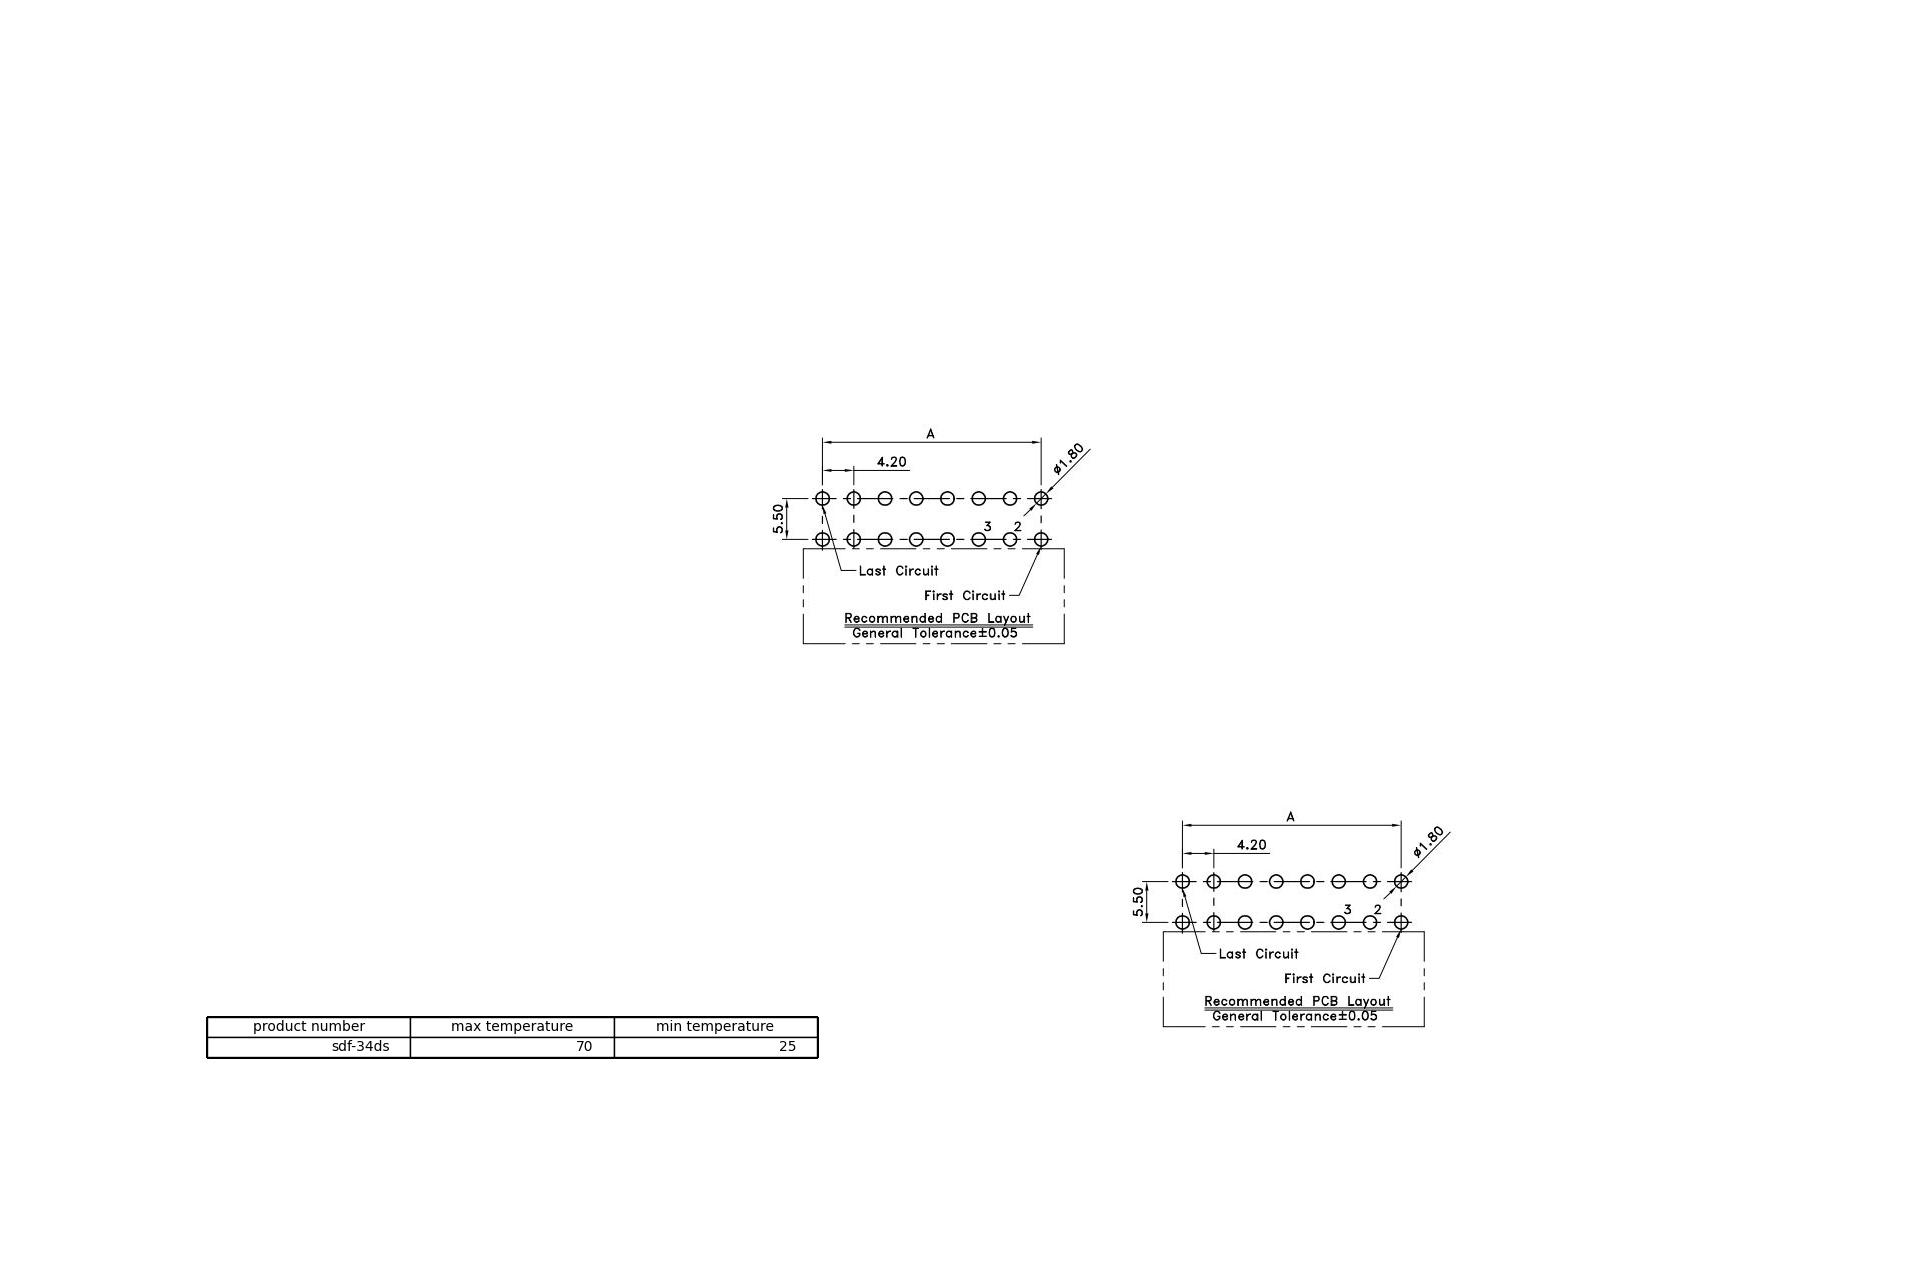 A
4.20
ø1.80
5.50
3 2
Last Circuit
First Circuit
Recommended PCB Layout
General Tolerance±0.05
A
4.20
ø1.80
5.50
3 2
Last Circuit
First Circuit
Recommended PCB Layout
General Tolerance±0.05
product number max temperature min temperature
sdf-34ds 70 25